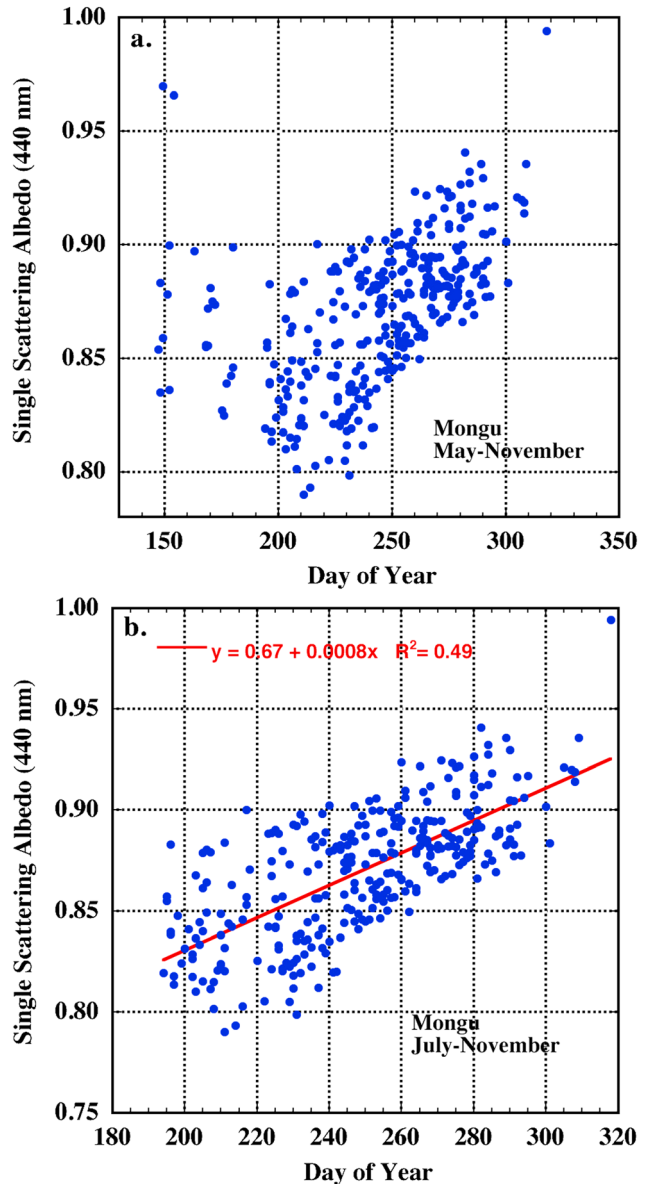 1.00
a.
0.95
0.90
0.85
0.80
Single Scattering Albedo (440 nm)
Mongu
May-November
150 200 250 300 350
Day of Year
1.00
b.
y = 0.67 + 0.0008x R²= 0.49
0.95
0.90
0.85
0.80
0.75
Single Scattering Albedo (440 nm)
Mongu
July-November
180 200 220 240 260 280 300 320
Day of Year